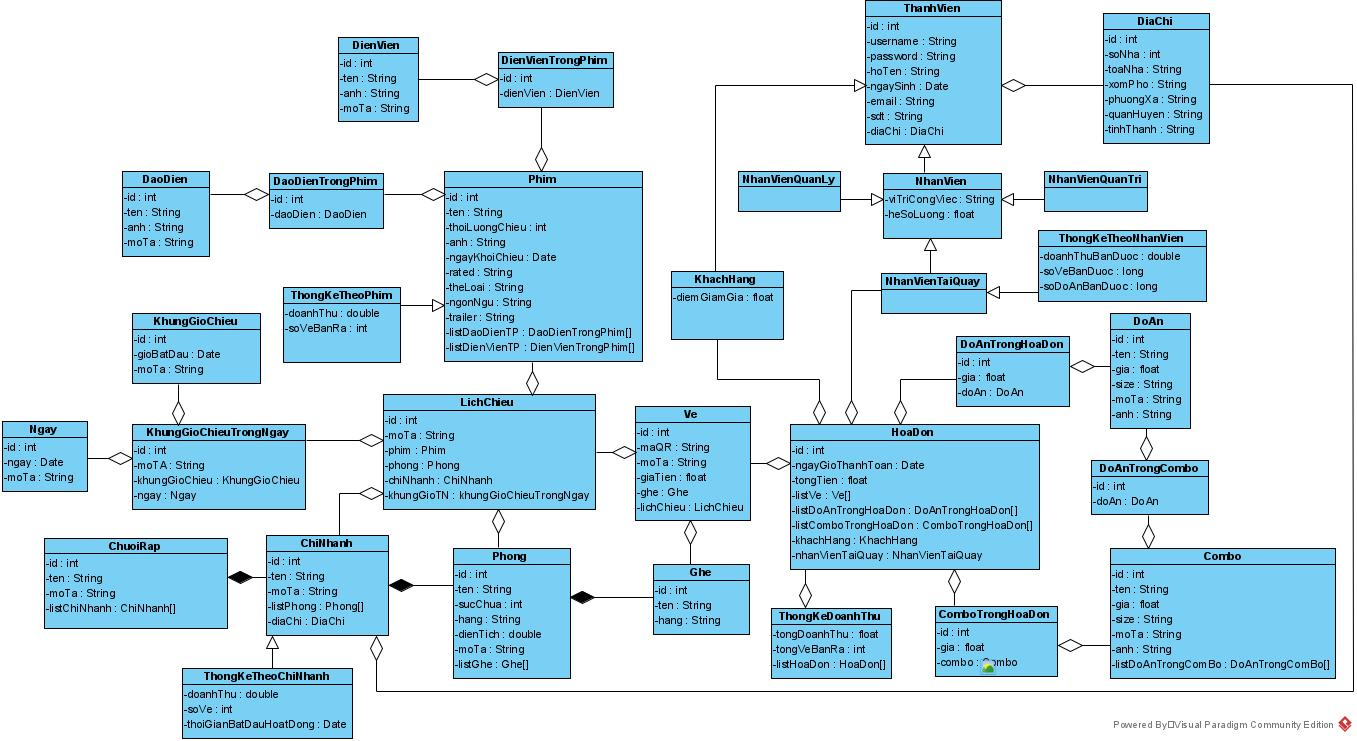 ThanhVien
-id : int
-username : String
-password : String
-hoTen : String
-ngaySinh : Date
-email : String
-sdt : String
-diaChi : DiaChi
DiaChi
-id : int
-soNha : int
-toaNha : String
-xomPho : String
-phuongXa : String
-quanHuyen : String
-tinhThanh : String
DienVien
-id : int
-ten : String
-anh : String
-moTa : String
DienVienTrongPhim
-id : int
-dienVien : DienVien
DaoDien
-id : int
-ten : String
-anh : String
-moTa : String
DaoDienTrongPhim
-id : int
-daoDien : DaoDien
Phim
-id : int
-ten : String
-thoiLuongChieu : int
-anh : String
-ngayKhoiChieu : Date
-rated : String
-theLoai : String
-ngonNgu : String
-trailer : String
-listDaoDienTP : DaoDienTrongPhim[]
-listDienVienTP : DienVienTrongPhim[]
NhanVienQuanLy
NhanVien
-viTriCongViec : String
-heSoLuong : float
NhanVienQuanTri
ThongKeTheoNhanVien
-doanhThuBanDuoc : double
-soVeBanDuoc : long
-soDoAnBanDuoc : long
KhachHang
-diemGiamGia : float
NhanVienTaiQuay
ThongKeTheoPhim
-doanhThu : double
-soVeBanRa : int
KhungGioChieu
-id : int
-gioBatDau : Date
-moTa : String
DoAnTrongHoaDon
-id : int
-gia : float
-doAn : DoAn
DoAn
-id : int
-ten : String
-gia : float
-size : String
-moTa : String
-anh : String
Ngay
-id : int
-ngay : Date
-moTa : String
KhungGioChieuTrongNgay
-id : int
-moTA : String
-khungGioChieu : KhungGioChieu
-ngay : Ngay
LichChieu
-id : int
-moTa : String
-phim : Phim
-phong : Phong
-chiNhanh : ChiNhanh
-khungGioTN : khungGioChieuTrongNgay
Ve
-id : int
-maQR : String
-moTa : String
-giaTien : float
-ghe : Ghe
-lichChieu : LichChieu
HoaDon
-id : int
-ngayGioThanhToan : Date
-tongTien : float
-listVe : Ve[]
-listDoAnTrongHoaDon : DoAnTrongHoaDon[]
-listComboTrongHoaDon : ComboTrongHoaDon[]
-khachHang : KhachHang
-nhanVienTaiQuay : NhanVienTaiQuay
DoAnTrongCombo
-id : int
-doAn : DoAn
ChuoiRap
-id : int
-ten : String
-moTa : String
-listChiNhanh : ChiNhanh[]
ChiNhanh
-id : int
-ten : String
-moTa : String
-listPhong : Phong[]
-diaChi : DiaChi
Phong
-id : int
-ten : String
-sucChua : int
-hang : String
-dienTich : double
-moTa : String
-listGhe : Ghe[]
Ghe
-id : int
-ten : String
-hang : String
ThongKeDoanhThu
-tongDoanhThu : float
-tongVeBanRa : int
-listHoaDon : HoaDon[]
ComboTrongHoaDon
-id : int
-gia : float
-combo :
Combo
-id : int
-ten : String
-gia : float
-size : String
-moTa : String
-anh : String
-listDoAnTrongComBo : DoAnTrongComBo[]
ThongKeTheoChiNhanh
-doanhThu : double
-soVe : int
-thoiGianBatDauHoatDong : Date
Powered By Visual Paradigm Community Edition